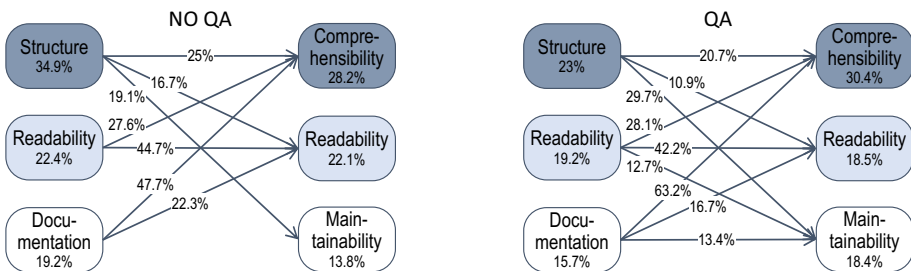 NO QA
Structure
34.9%
25%
Compre-
hensibility
28.2%
16.7%
19.1%
27.6%
Readability
22.4%
44.7%
Readability
22.1%
47.7%
22.3%
Docu-
mentation
19.2%
Main-
tainability
13.8%
QA
Structure
23%
20.7%
Compre-
hensibility
30.4%
10.9%
29.7%
28.1%
Readability
19.2%
42.2%
Readability
18.5%
12.7%
63.2%
16.7%
Docu-
mentation
15.7%
13.4%
Main-
tainability
18.4%